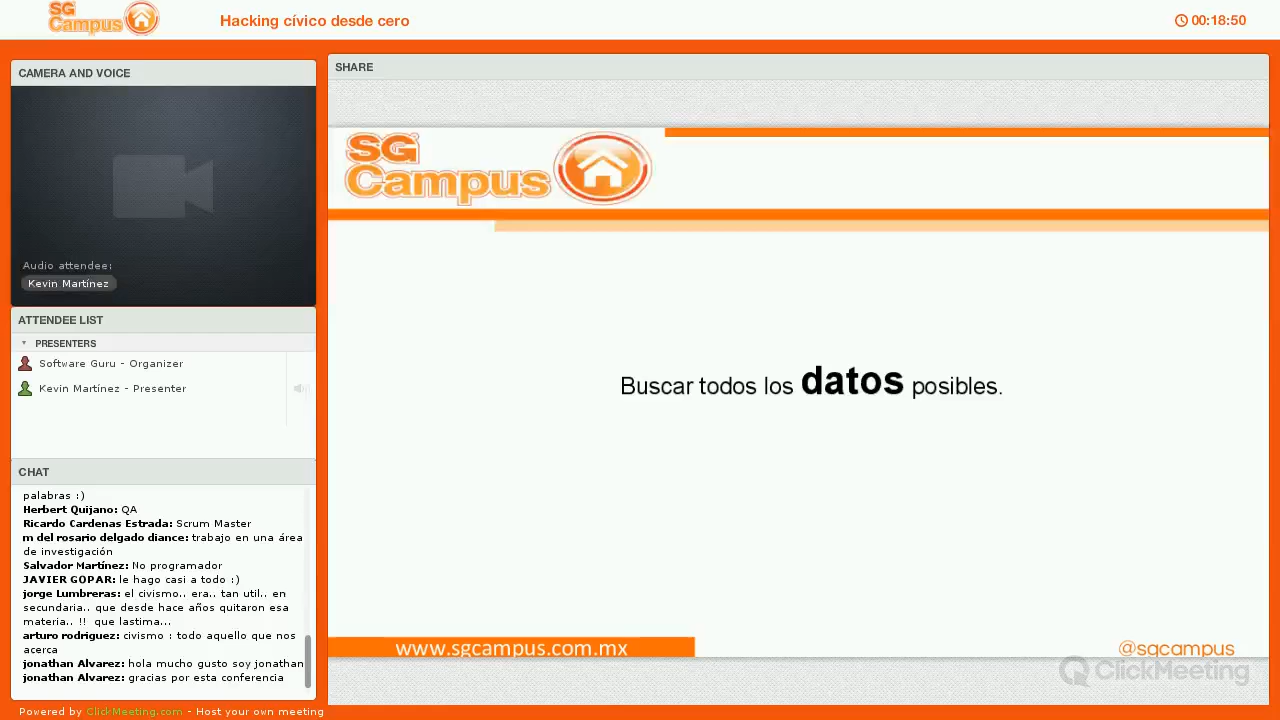 SG
Campus
Hacking cívico desde cero
00:18:50
CAMERA AND VOICE
Audio attendee:
Kevin Martínez
ATTENDEE LIST
PRESENTERS
Software Guru - Organizer
Kevin Martínez - Presenter
CHAT
palabras :)
Herbert Quijano: QA
Ricardo Cardenas Estrada: Scrum Master
m del rosario delgado diance: trabajo en una área
de investigación
Salvador Martínez: No programador
JAVIER GOPAR: le hago casi a todo :)
jorge Lumbreras: el civismo.. era.. tan util.. en
secundaria.. que desde hace años quitaron esa
materia.. !! que lastima...
arturo rodriguez: civismo : todo aquello que nos
acerca
jonathan Alvarez: hola mucho gusto soy jonathan
jonathan Alvarez: gracias por esta conferencia
Powered by ClickMeeting.com - Host your own meeting
SHARE
SG
Campus
Buscar todos los datos posibles.
www.sgcampus.com.mx
@sgcampus
ClickMeeting